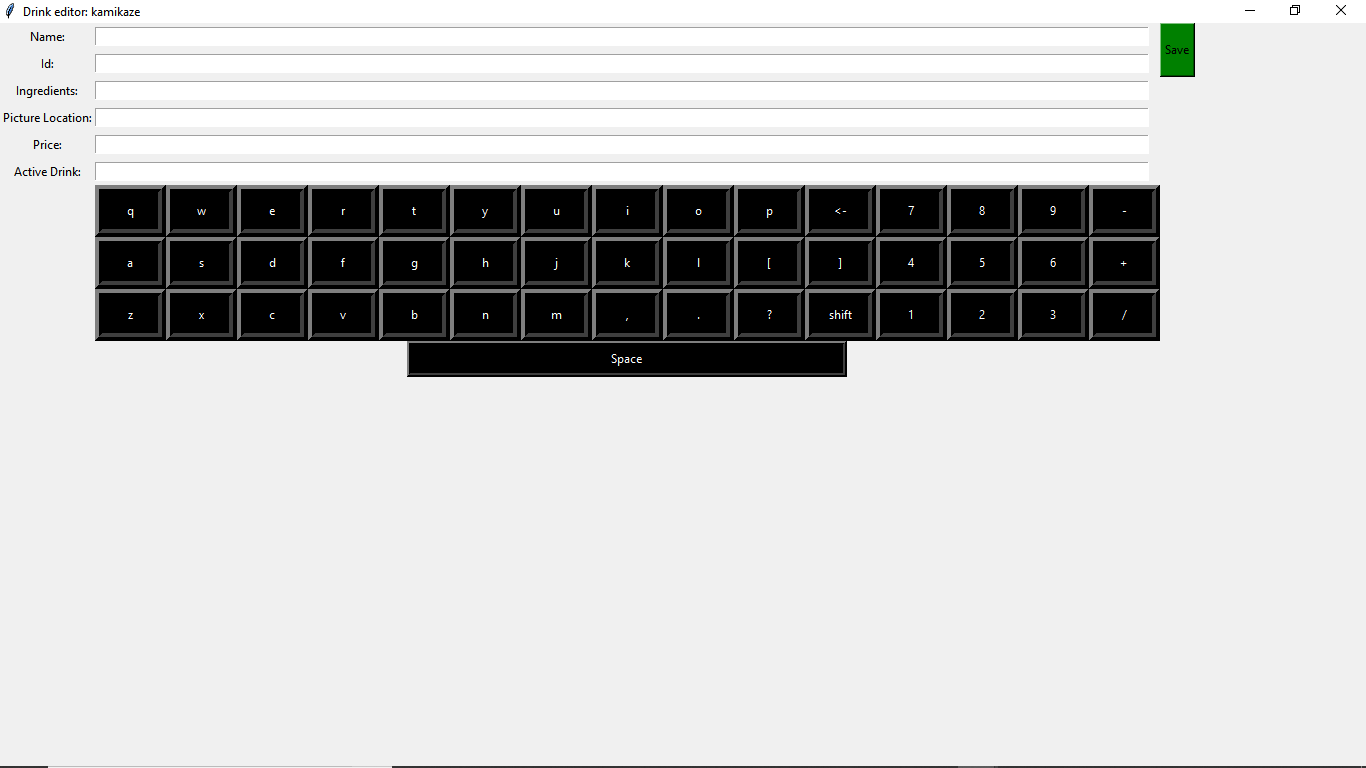 Drink editor: kamikaze
Name:
Save
Id:
Ingredients:
Picture Location:
Price:
Active Drink:
q w e r t y u i o p <- 7 8 9 -
a s d f g h j k l [ ] 4 5 6 +
z x c v b n m , . ? shift 1 2 3 /
Space